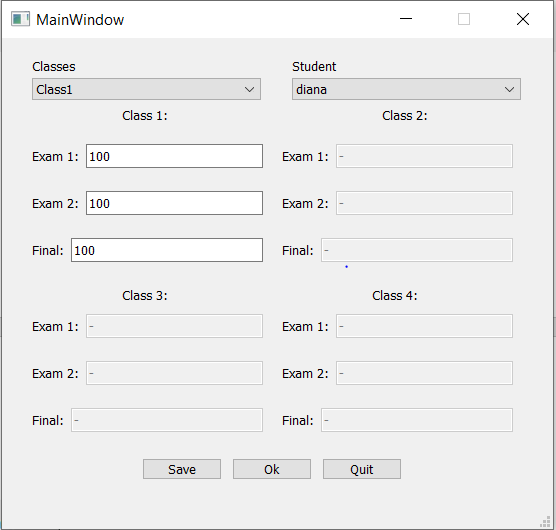 MainWindow
Classes Student
Class1 diana
Class 1: Class 2:
Exam 1: 100 Exam 1: -
Exam 2: 100 Exam 2: -
Final: 100 Final: -
Class 3: Class 4:
Exam 1: - Exam 1: -
Exam 2: - Exam 2: -
Final: - Final: -
Save Ok Quit